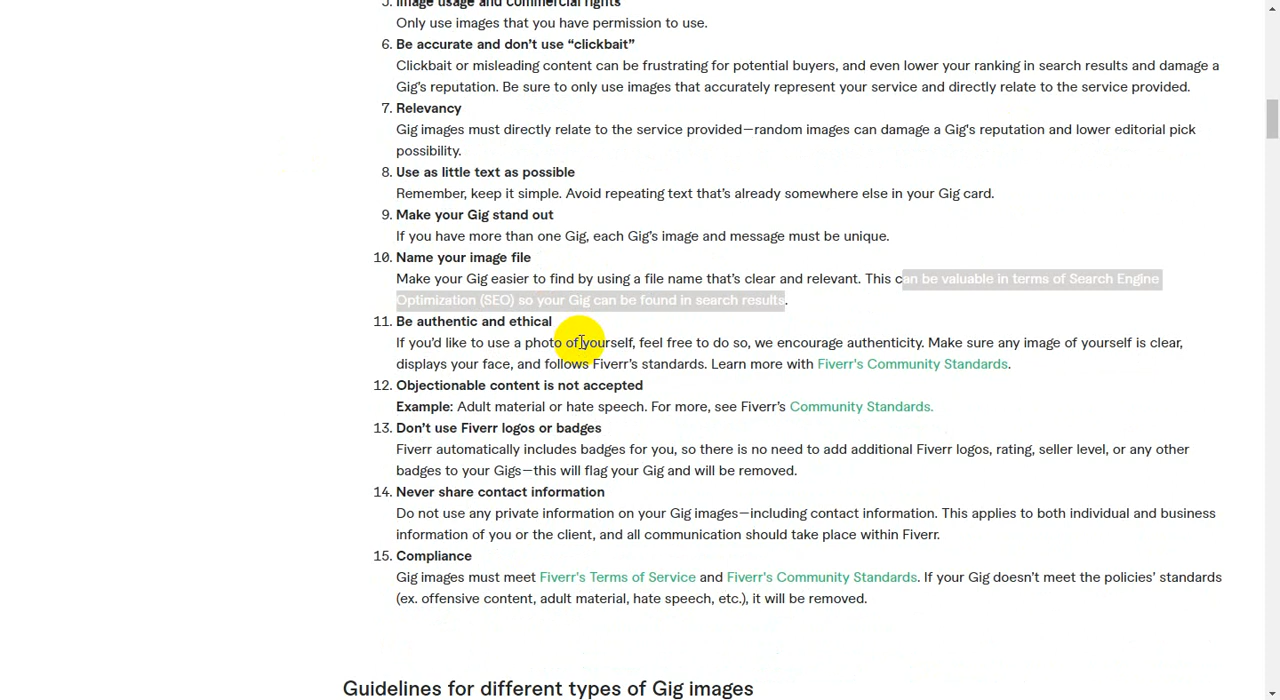 5. Image usage and commercial rights
Only use images that you have permission to use.
6. Be accurate and don’t use “clickbait”
Clickbait or misleading content can be frustrating for potential buyers, and even lower your ranking in search results and damage a
Gig’s reputation. Be sure to only use images that accurately represent your service and directly relate to the service provided.
7. Relevancy
Gig images must directly relate to the service provided—random images can damage a Gig's reputation and lower editorial pick
possibility.
8. Use as little text as possible
Remember, keep it simple. Avoid repeating text that’s already somewhere else in your Gig card.
9. Make your Gig stand out
If you have more than one Gig, each Gig’s image and message must be unique.
10. Name your image file
Make your Gig easier to find by using a file name that’s clear and relevant. This can be valuable in terms of Search Engine
Optimization (SEO) so your Gig can be found in search results.
11. Be authentic and ethical
If you’d like to use a photo of yourself, feel free to do so, we encourage authenticity. Make sure any image of yourself is clear,
displays your face, and follows Fiverr’s standards. Learn more with Fiverr’s Community Standards.
12. Objectionable content is not accepted
Example: Adult material or hate speech. For more, see Fiverr’s Community Standards.
13. Don’t use Fiverr logos or badges
Fiverr automatically includes badges for you, so there is no need to add additional Fiverr logos, rating, seller level, or any other
badges to your Gigs—this will flag your Gig and will be removed.
14. Never share contact information
Do not use any private information on your Gig images—including contact information. This applies to both individual and business
information of you or the client, and all communication should take place within Fiverr.
15. Compliance
Gig images must meet Fiverr’s Terms of Service and Fiverr’s Community Standards. If your Gig doesn’t meet the policies’ standards
(ex. offensive content, adult material, hate speech, etc.), it will be removed.
Guidelines for different types of Gig images